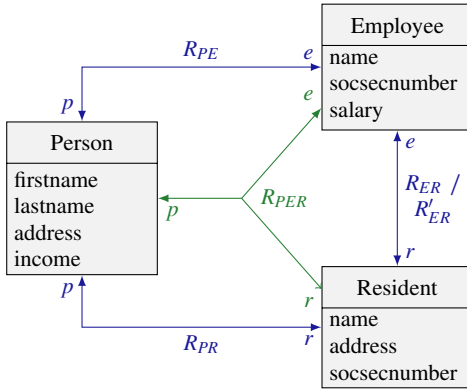 Employee
name
socsecnumber
salary
R_PE
e
p
e
Person
firstname
lastname
address
income
p
R_PER
e
R_ER /
R'_ER
r
p
r
Resident
name
address
socsecnumber
R_PR
r